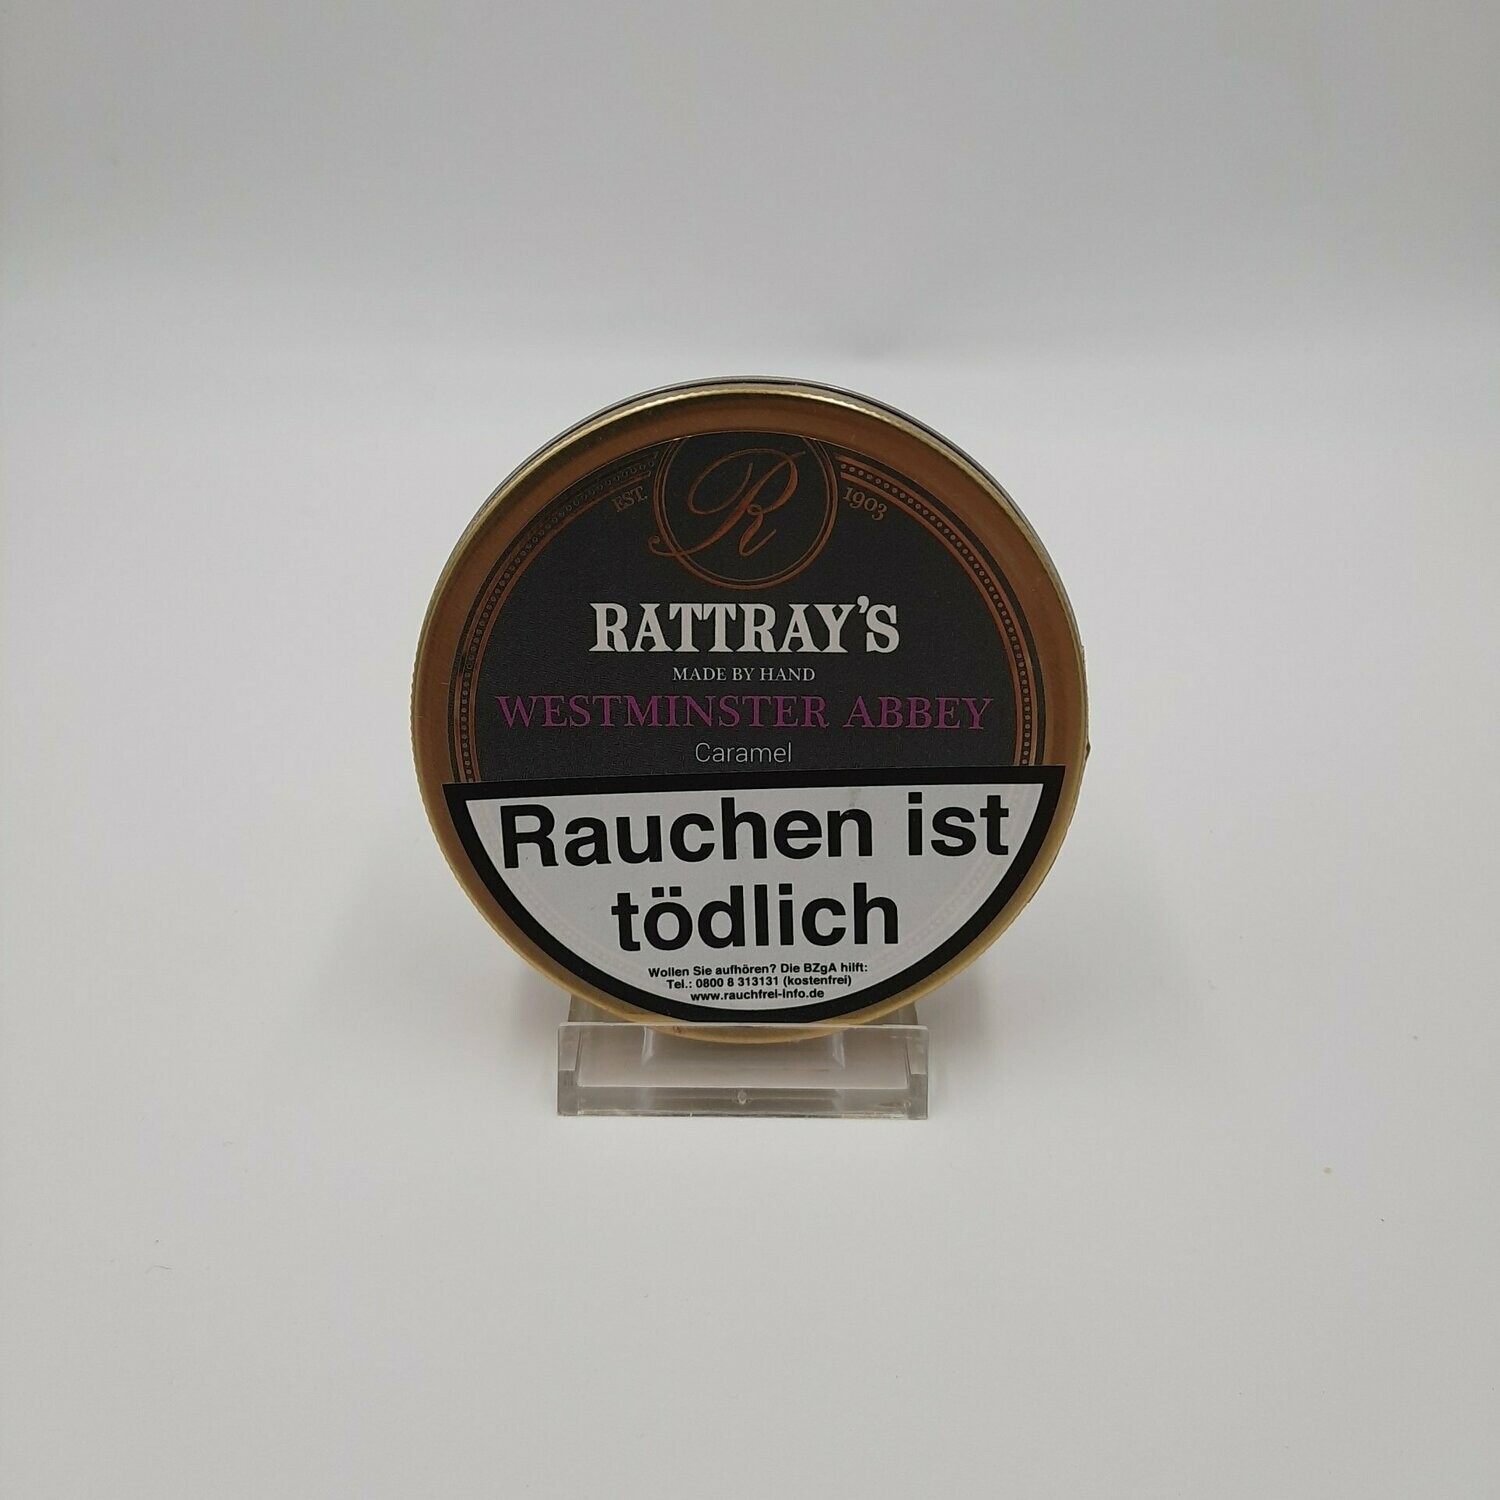 R
EST. 1903
RATTRAY'S
MADE BY HAND
WESTMINSTER ABBEY
Caramel
Rauchen ist
tödlich
Wollen Sie aufhören? Die BZgA hilft:
Tel.: 0800 8 313131 (kostenfrei)
www.rauchfrei-info.de